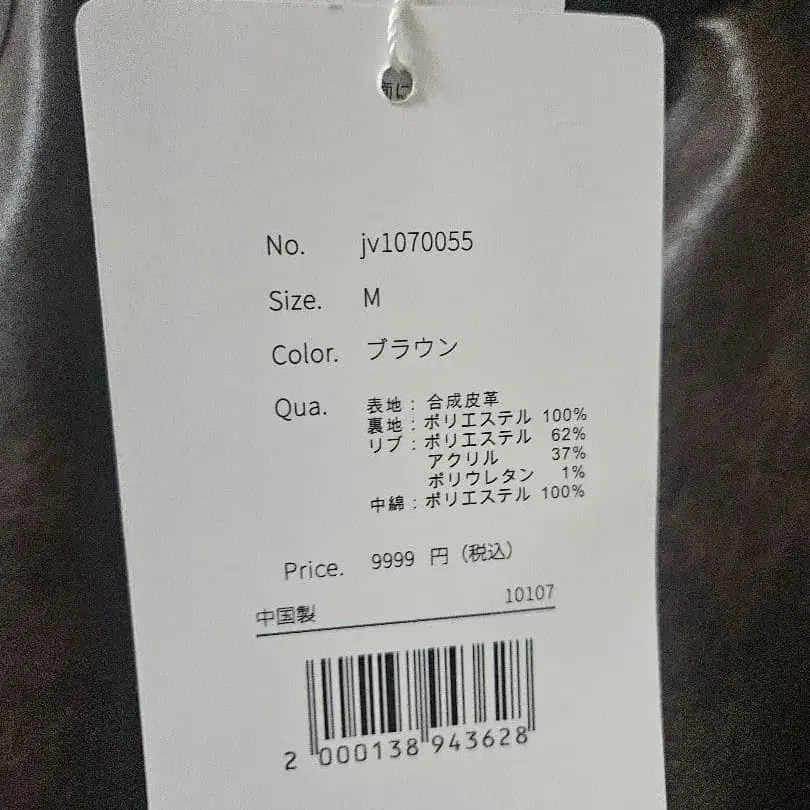 No. jv1070055
Size. M
Color. ブラウン
Qua. 表地：合成皮革
裏地：ポリエステル 100%
リブ：ポリエステル 62%
アクリル 37%
ポリウレタン 1%
中綿：ポリエステル 100%
Price. 9999 円（税込）
中国製 10107
2 000138 943628